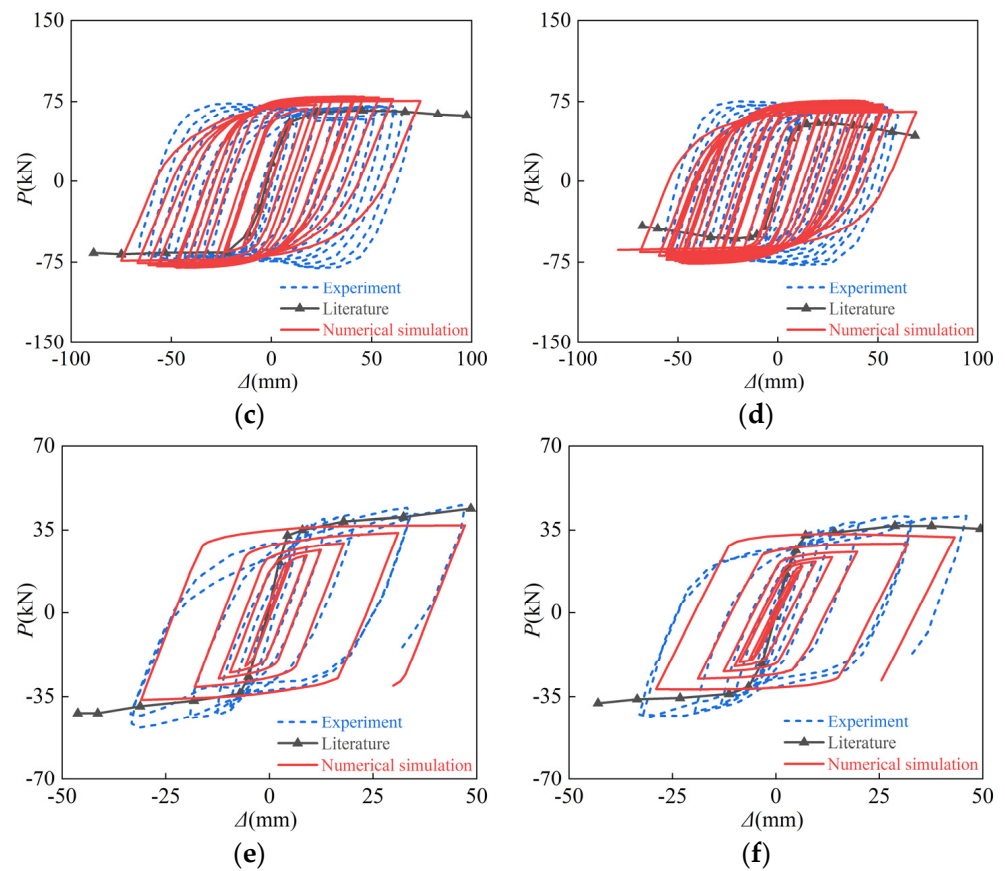 150
75
0
-75
-150
P(kN)
-100
-50
0
50
100
Δ(mm)
Experiment
Literature
Numerical simulation
(c)
150
75
0
-75
-150
P(kN)
-100
-50
0
50
100
Δ(mm)
Experiment
Literature
Numerical simulation
(d)
70
35
0
-35
-70
P(kN)
-50
-25
0
25
50
Δ(mm)
Experiment
Literature
Numerical simulation
(e)
70
35
0
-35
-70
P(kN)
-50
-25
0
25
50
Δ(mm)
Experiment
Literature
Numerical simulation
(f)